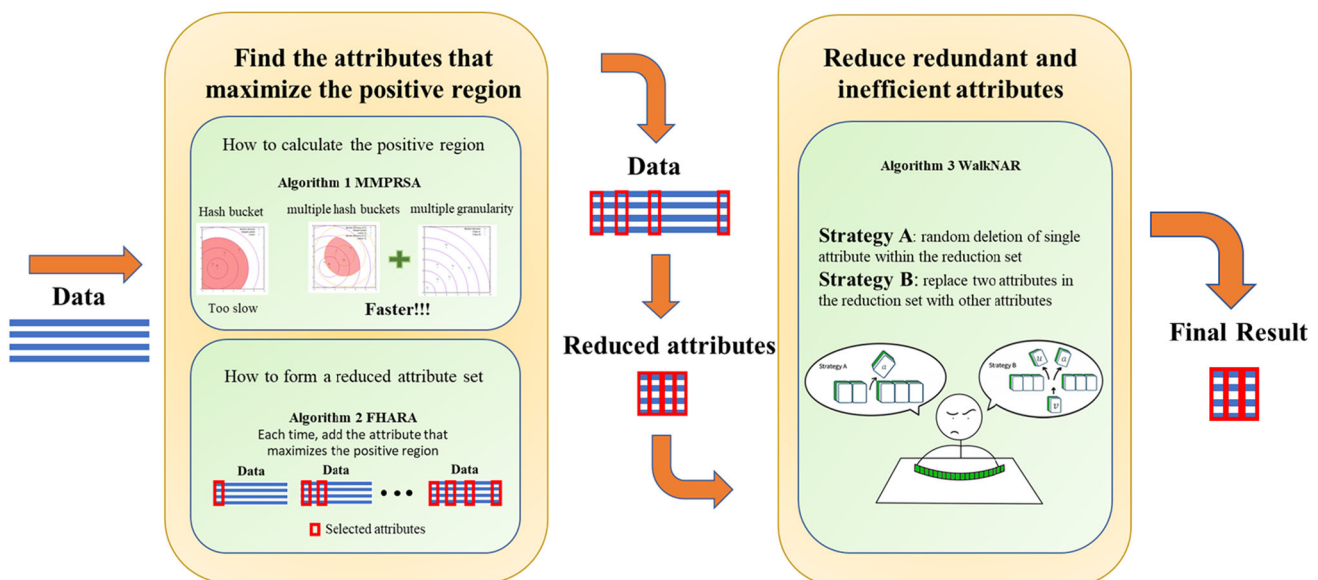 Data
Find the attributes that
maximize the positive region
How to calculate the positive region
Algorithm 1 MMPRSA
Hash bucket
multiple hash buckets
multiple granularity
Too slow
Faster!!!
How to form a reduced attribute set
Algorithm 2 FHARA
Each time, add the attribute that
maximizes the positive region
Data
Data
Data
Selected attributes
Data
Reduced attributes
Reduce redundant and
inefficient attributes
Algorithm 3 WalkNAR
Strategy A: random deletion of single
attribute within the reduction set
Strategy B: replace two attributes in
the reduction set with other attributes
Strategy A
a
Strategy B
u
a
v
Final Result